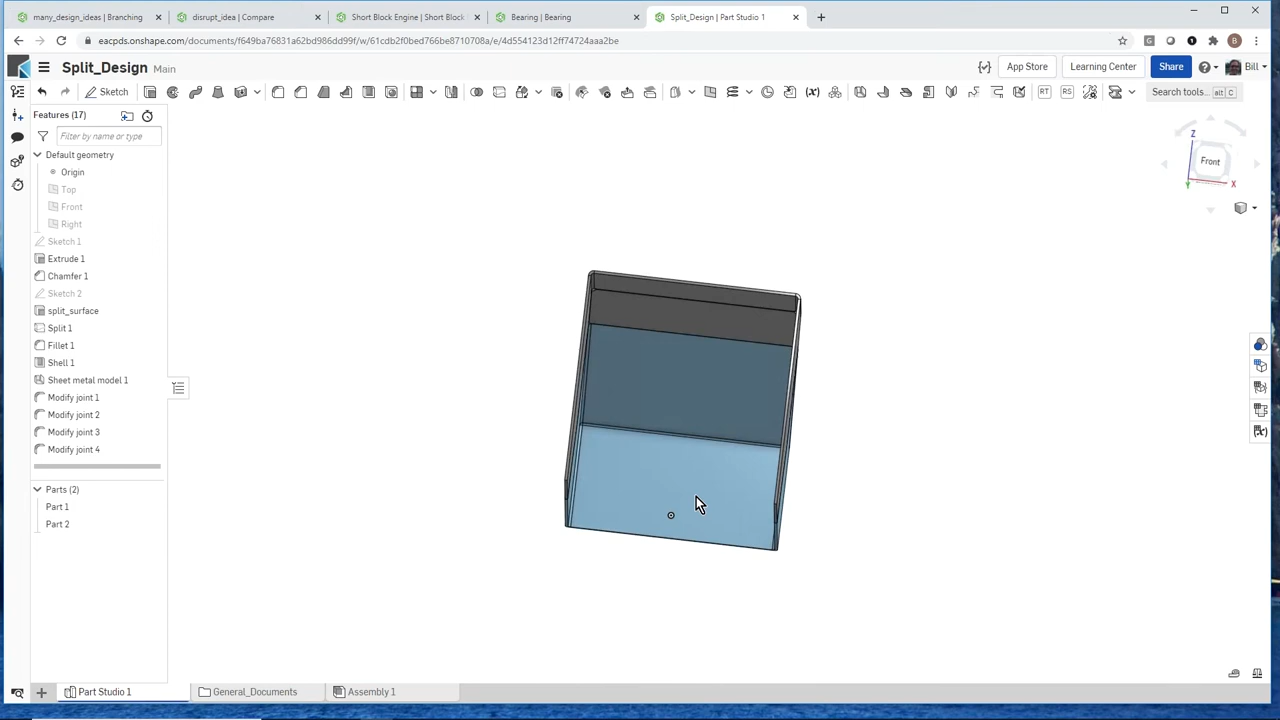 many_design_ideas | Branching
disrupt_idea | Compare
Short Block Engine | Short Block
Bearing | Bearing
Split_Design | Part Studio 1
eacpds.onshape.com/documents/f649ba76831a62bd986dd99f/w/61cdb2f0bed766be8710708a/e/4d554123d12ff74724aaa2be
B
Split_Design Main
App Store
Learning Center
Share
Bill
Sketch
RT
RS
Search tools... alt C
Features (17)
Filter by name or type
Default geometry
Origin
Top
Front
Right
Sketch 1
Extrude 1
Chamfer 1
Sketch 2
split_surface
Split 1
Fillet 1
Shell 1
Sheet metal model 1
Modify joint 1
Modify joint 2
Modify joint 3
Modify joint 4
Parts (2)
Part 1
Part 2
Z
Front
Y
X
Part Studio 1
General_Documents
Assembly 1